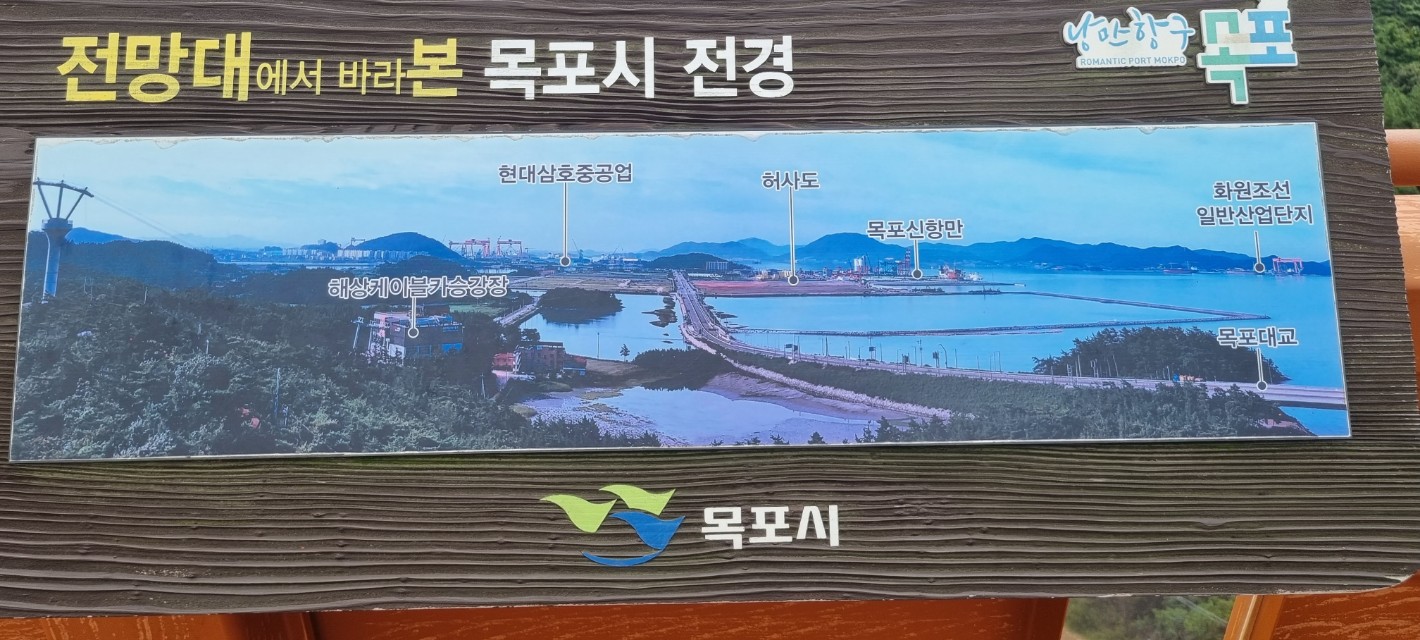 전망대에서 바라본 목포시 전경
낭만항구 목포
ROMANTIC PORT MOKPO
현대삼호중공업
허사도
화원조선
일반산업단지
목포신항만
해상케이블카승강장
목포대교
목포시